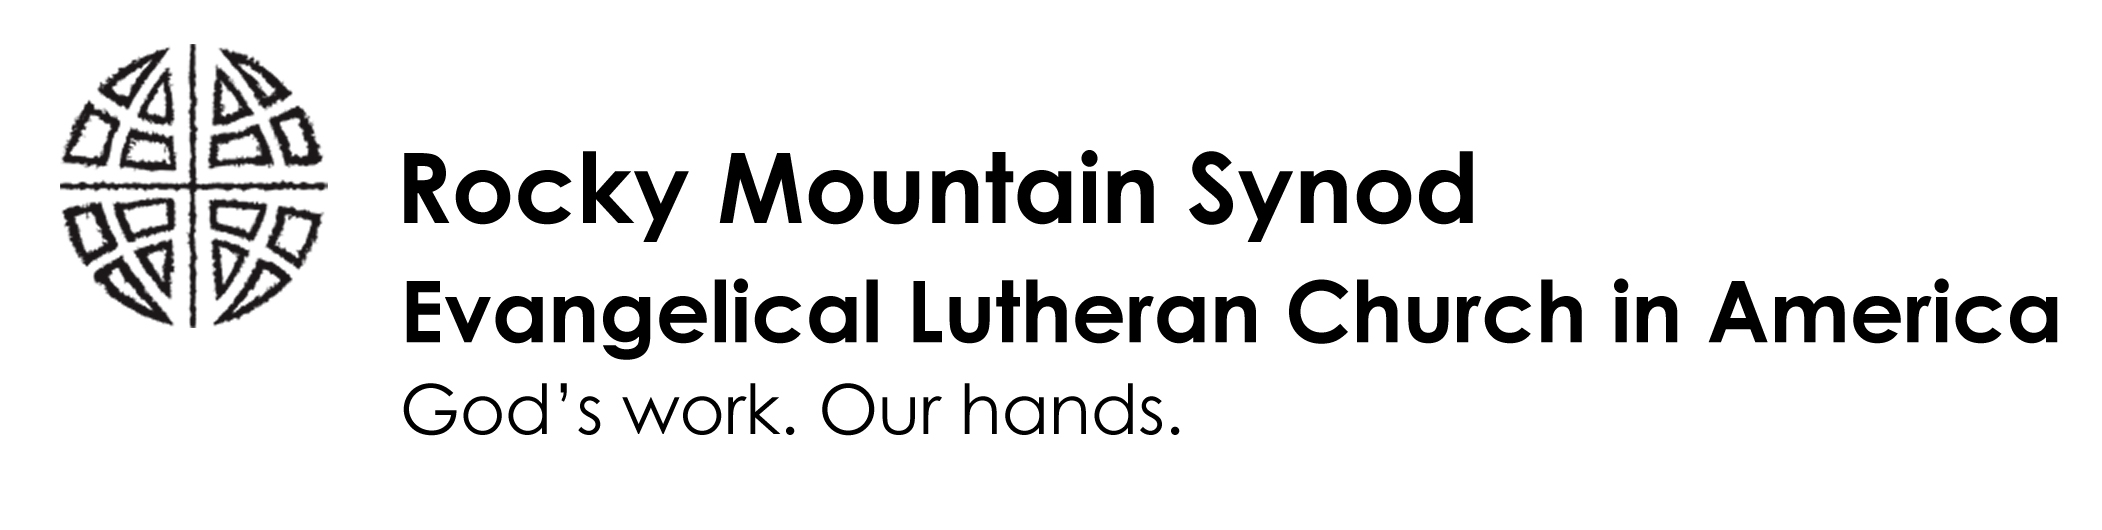 Rocky Mountain Synod
Evangelical Lutheran Church in America
God’s work. Our hands.